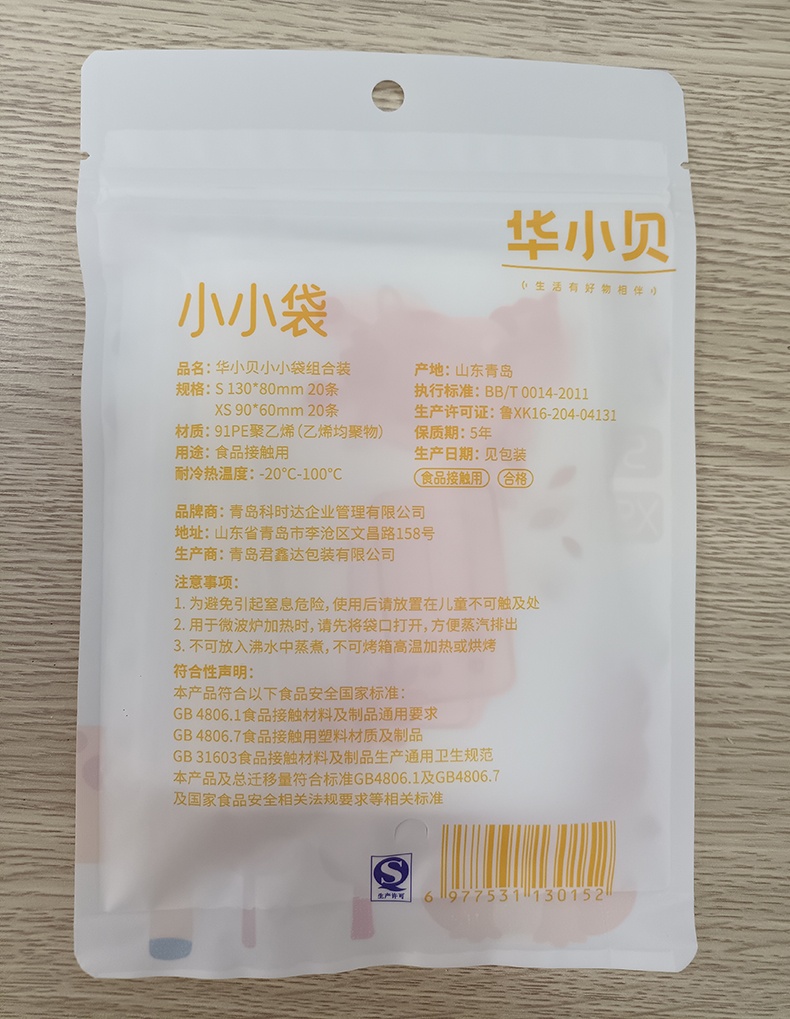 华小贝
生活有好物相伴
小小袋
品名：华小贝小小袋组合装
规格：S 130*80mm 20条
XS 90*60mm 20条
材质：91PE聚乙烯（乙烯均聚物）
用途：食品接触用
耐冷热温度：-20°C-100°C
产地：山东青岛
执行标准：BB/T 0014-2011
生产许可证：鲁XK16-204-04131
保质期：5年
生产日期：见包装
食品接触用 合格
品牌商：青岛科时达企业管理有限公司
地址：山东省青岛市李沧区文昌路158号
生产商：青岛君鑫达包装有限公司
注意事项：
1. 为避免引起窒息危险，使用后请放置在儿童不可触及处
2. 用于微波炉加热时，请先将袋口打开，方便蒸汽排出
3. 不可放入沸水中蒸煮，不可烤箱高温加热或烘烤
符合性声明：
本产品符合以下食品安全国家标准：
GB 4806.1食品接触材料及制品通用要求
GB 4806.7食品接触用塑料材质及制品
GB 31603食品接触材料及制品生产通用卫生规范
本产品及总迁移量符合标准GB4806.1及GB4806.7
及国家食品安全相关法规要求等相关标准
生产许可
6 977531 130152